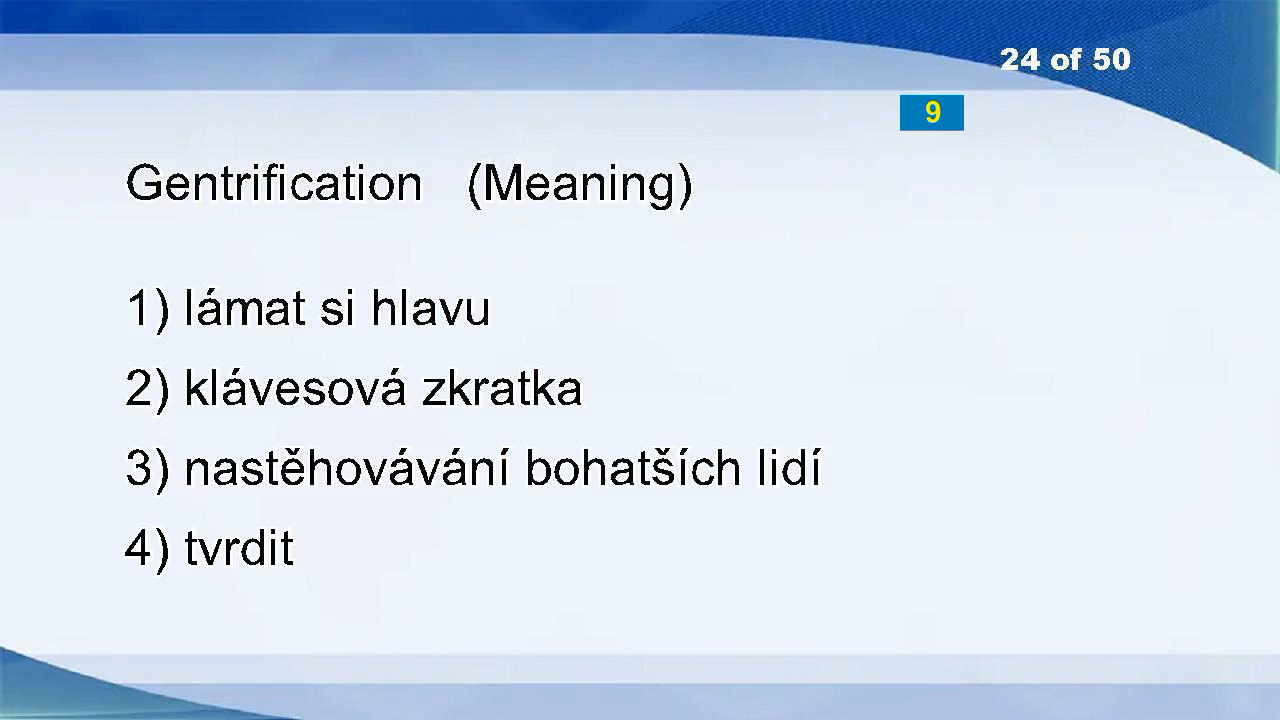 24 of 50
9
Gentrification (Meaning)
1) lámat si hlavu
2) klávesová zkratka
3) nastěhovávání bohatších lidí
4) tvrdit